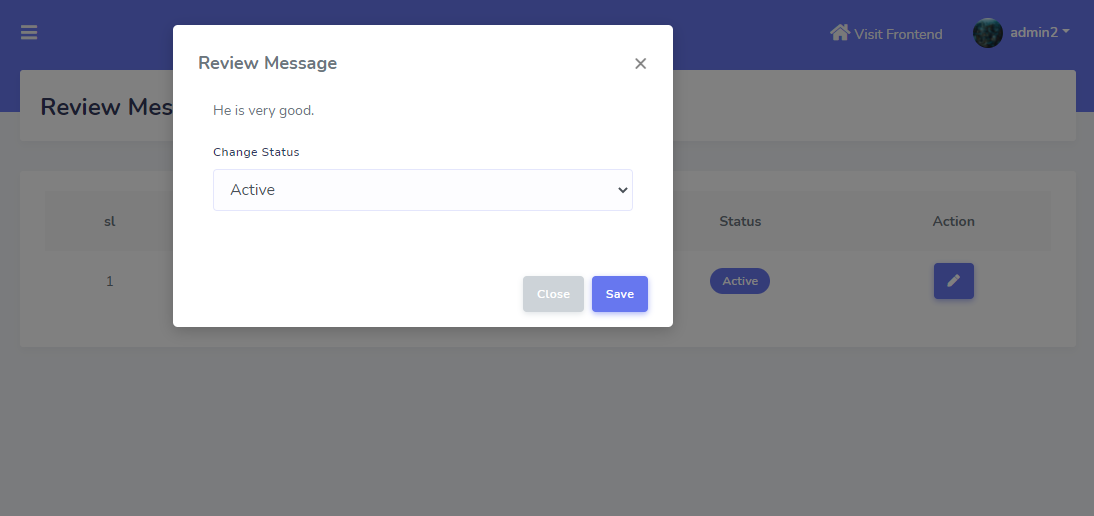 Visit Frontend
admin2
Review Message
×
Review Mes
He is very good.
Change Status
Active
sl
Status
Action
1
Active
Close
Save